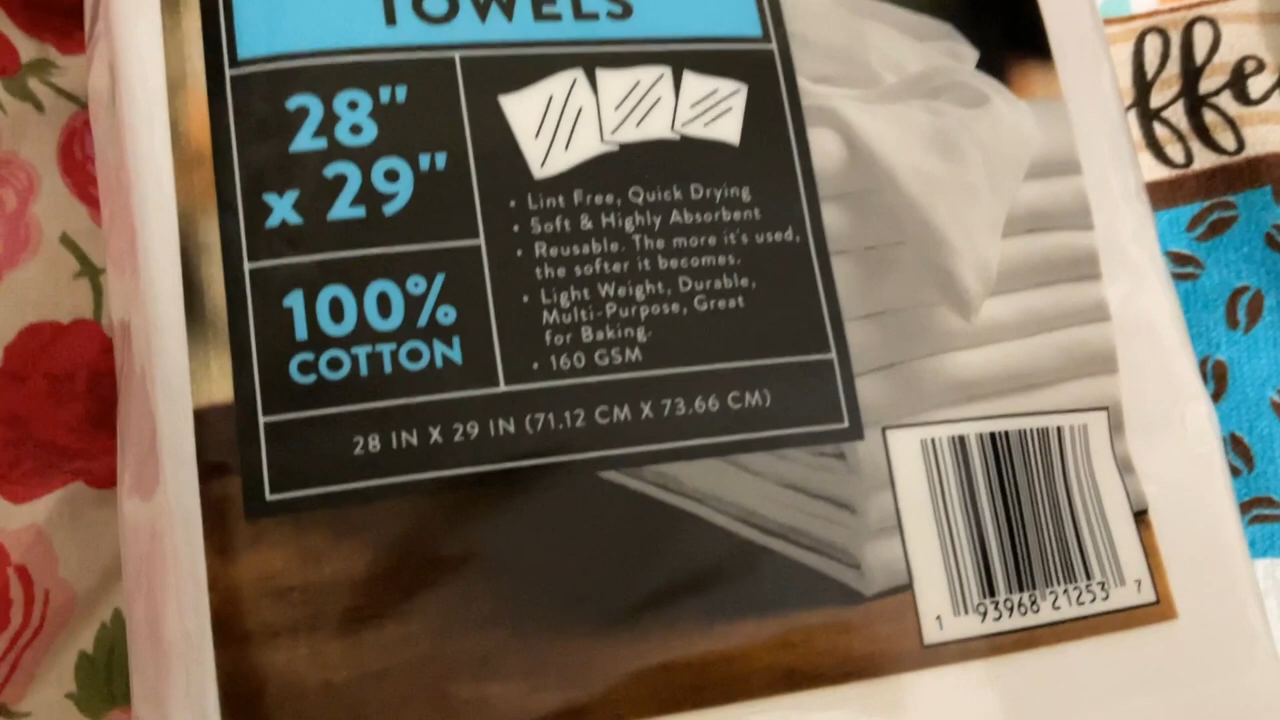 TOWELS
28"
x 29"
100%
COTTON
• Lint Free, Quick Drying
• Soft & Highly Absorbent
• Reusable. The more it's used,
the softer it becomes.
• Light Weight, Durable,
Multi-Purpose, Great
for Baking.
• 160 GSM
28 IN X 29 IN (71.12 CM X 73.66 CM)
1 93968 21253 7
ffe